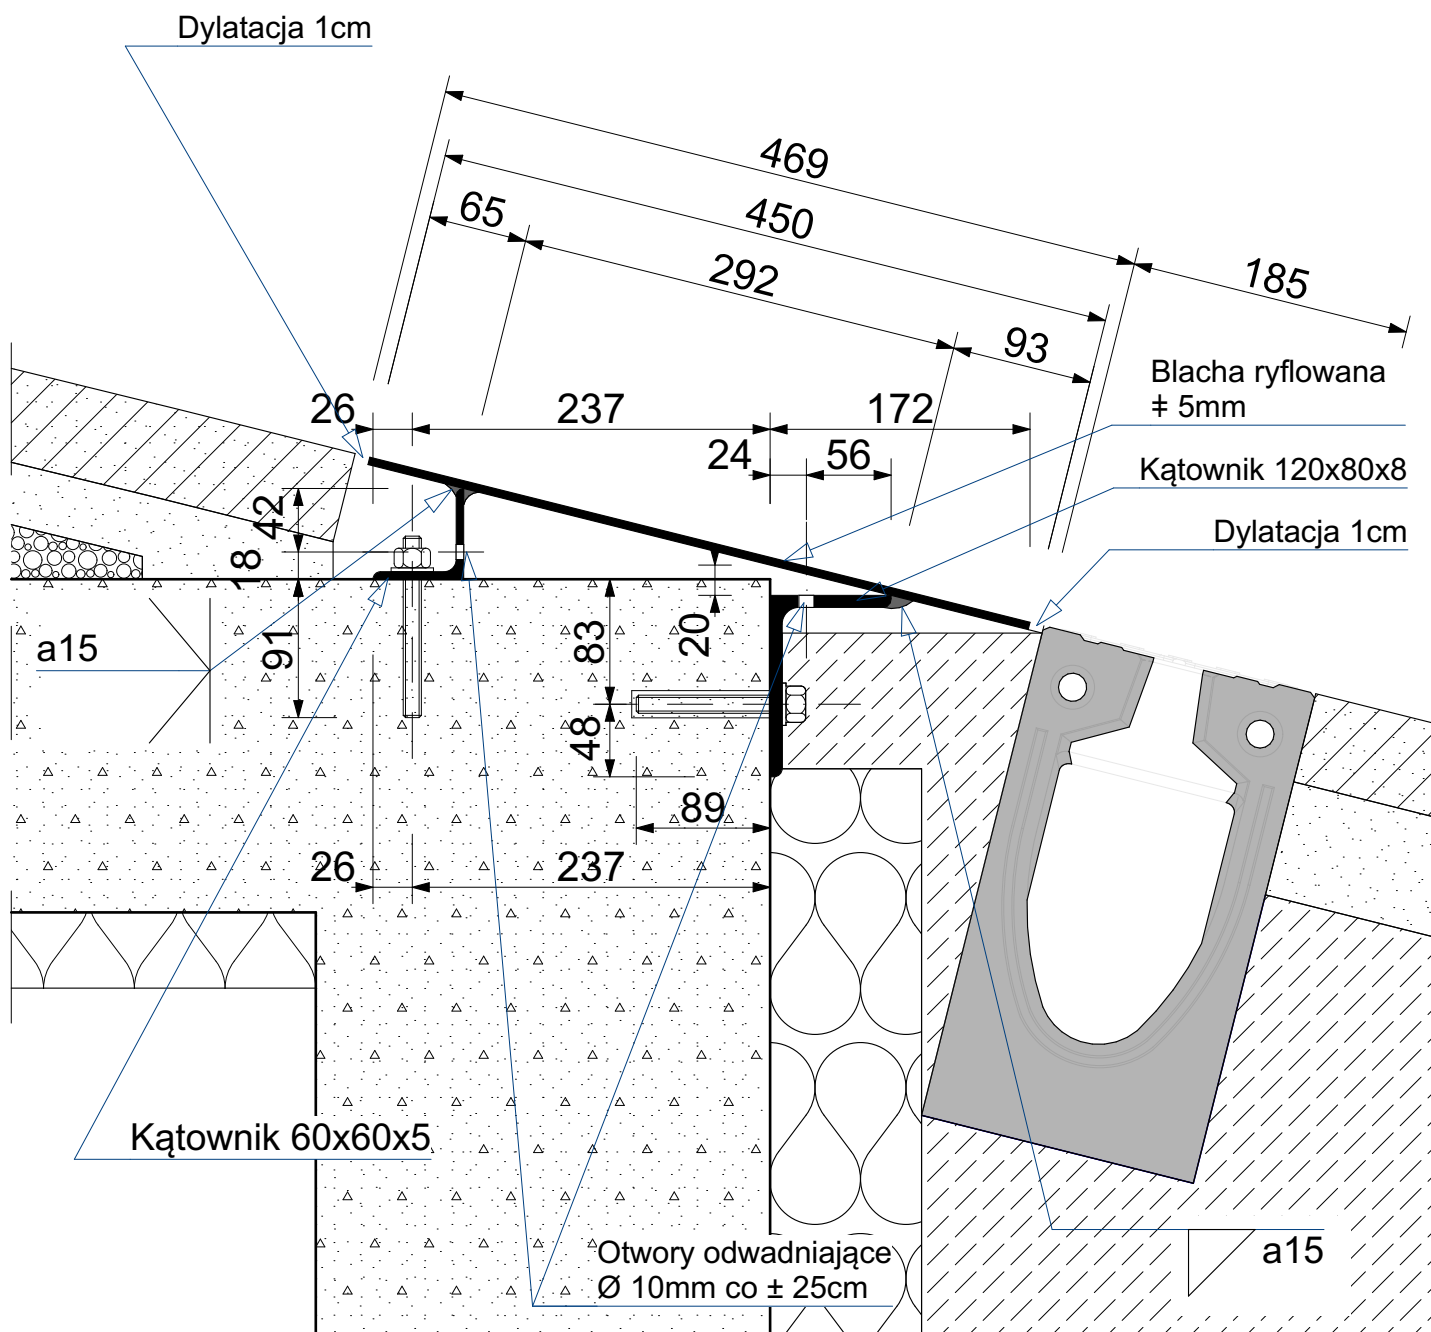 Dylatacja 1cm
469
450
65
292
185
93
Blacha ryflowana
ǂ 5mm
26
237
172
24
56
Kątownik 120x80x8
42
18
Dylatacja 1cm
a15
91
83
20
48
89
26
237
Kątownik 60x60x5
Otwory odwadniające
Ø 10mm co ± 25cm
a15